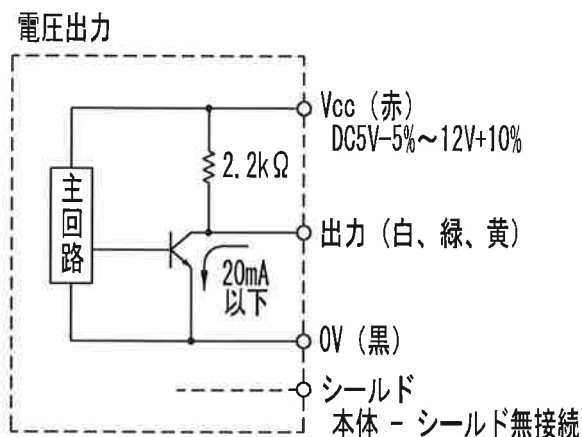 電圧出力
Vcc (赤)
DC5V-5%～12V+10%
2.2kΩ
主回路
出力 (白、緑、黄)
20mA
以下
0V (黒)
シールド
本体 - シールド無接続